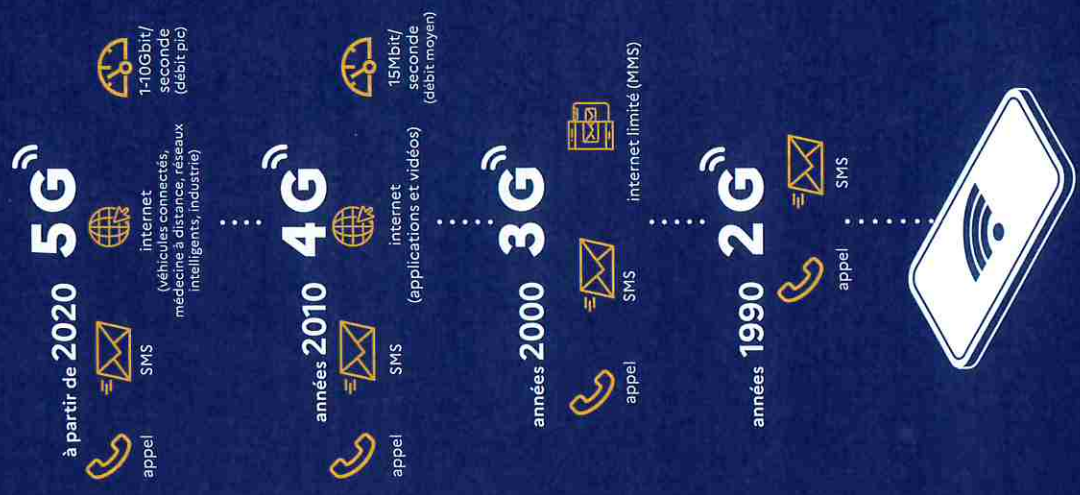 à partir de 2020 5G
appel
SMS
internet
(véhicules connectés,
médecine à distance, réseaux
intelligents, industrie)
1-10Gbit/
seconde
(débit pic)
années 2010 4G
appel
SMS
internet
(applications et vidéos)
15Mbit/
seconde
(débit moyen)
années 2000 3G
appel
SMS
internet limité (MMS)
années 1990 2G
appel
SMS